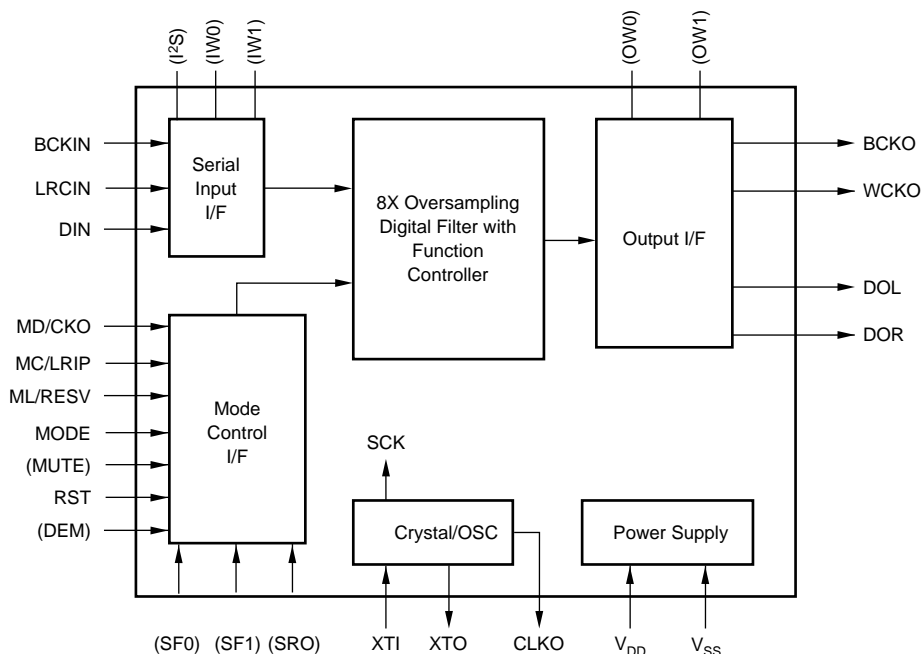 (I²S)
(IW0)
(IW1)
(OW0)
(OW1)
BCKIN
LRCIN
DIN
Serial
Input
I/F
8X Oversampling
Digital Filter with
Function
Controller
Output I/F
BCKO
WCKO
DOL
DOR
MD/CKO
MC/LRIP
ML/RESV
MODE
(MUTE)
RST
(DEM)
Mode
Control
I/F
SCK
Crystal/OSC
Power Supply
(SF0)
(SF1)
(SRO)
XTI
XTO
CLKO
V_DD
V_SS